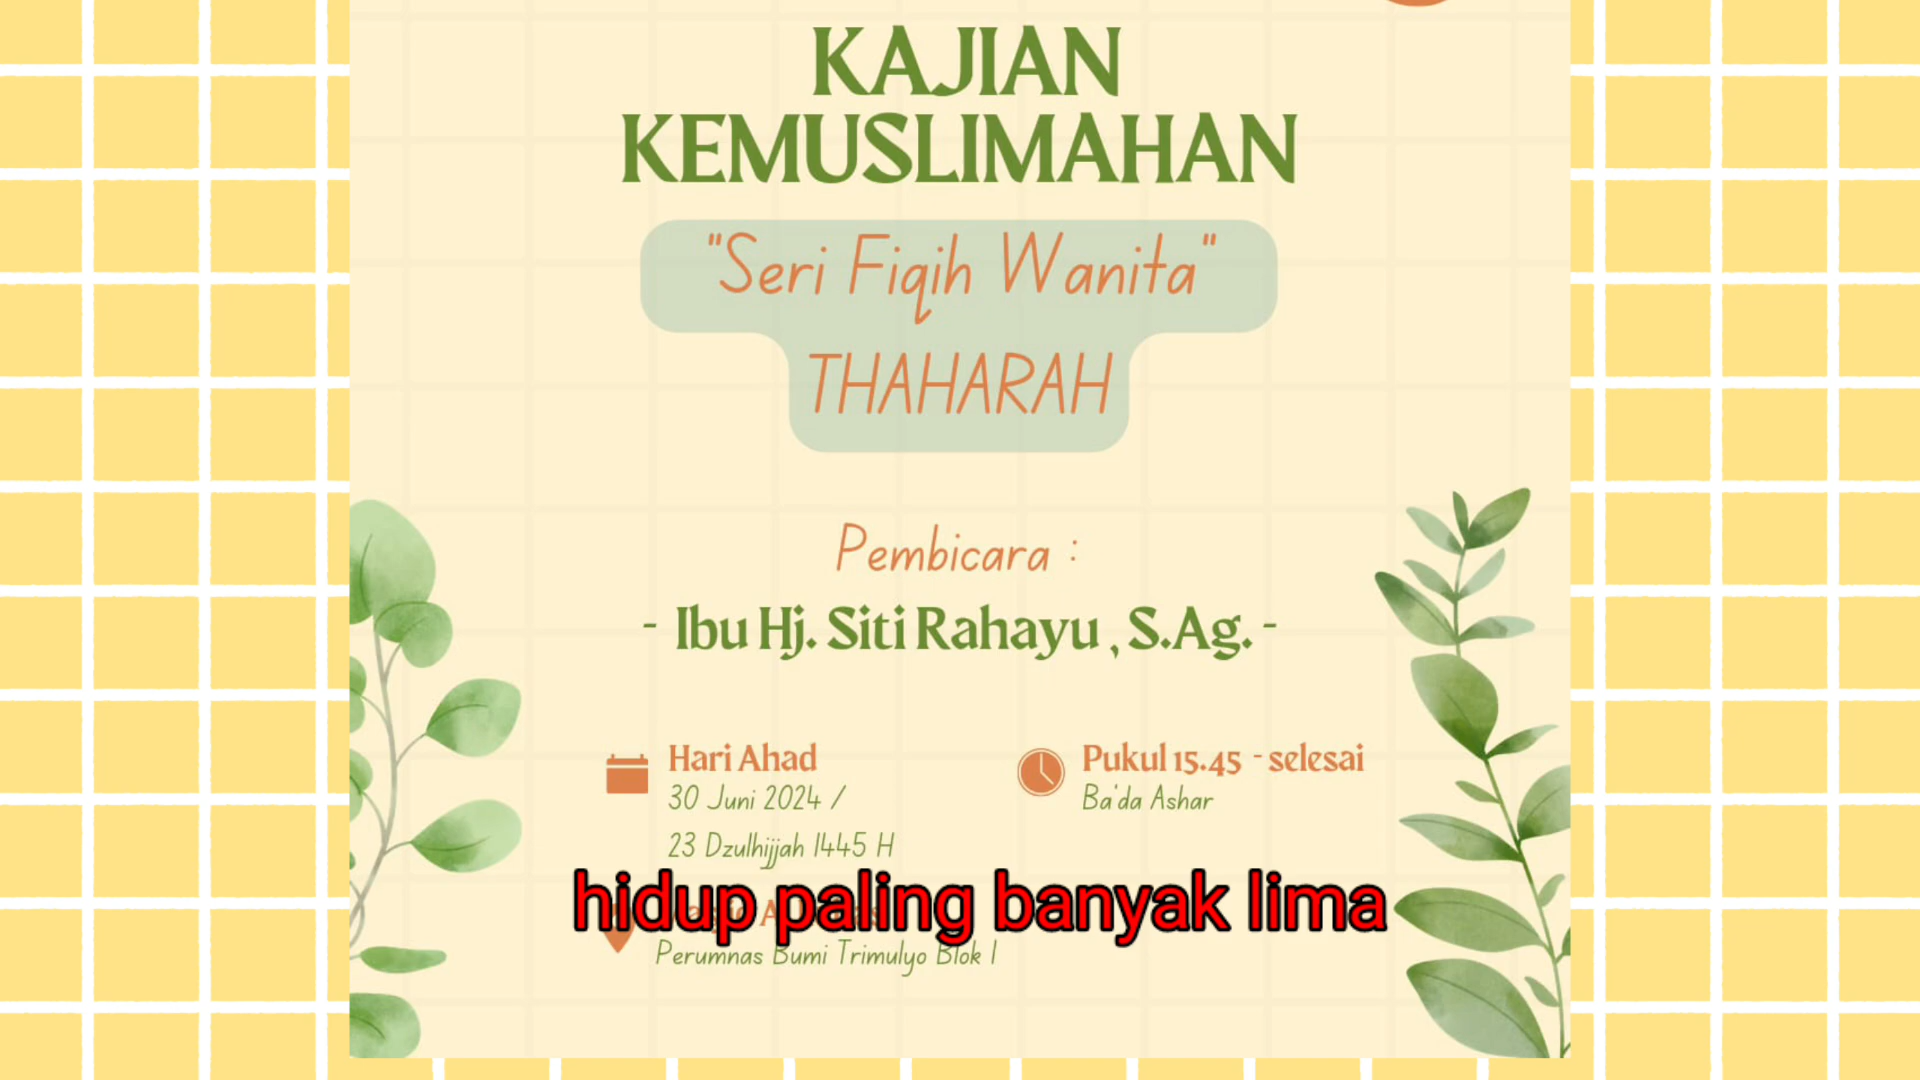 KAJIAN
KEMUSLIMAHAN
"Seri Fiqih Wanita"
THAHARAH
Pembicara :
- Ibu Hj. Siti Rahayu , S.Ag. -
Hari Ahad
30 Juni 2024 /
23 Dzulhijjah 1445 H
Pukul 15.45 - selesai
Ba'da Ashar
hidup paling banyak lima
Perumnas Bumi Trimulyo Blok I